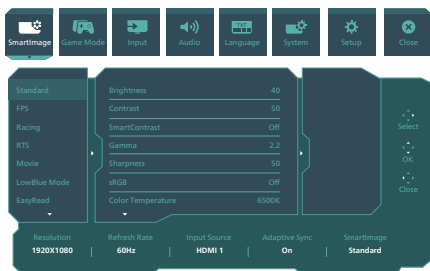 SmartImage Game Mode Input Audio TXT Language System Setup Close
Standard Brightness 40
FPS Contrast 50
Racing SmartContrast Off
RTS Gamma 2.2
Movie Sharpness 50
LowBlue Mode sRGB Off
EasyRead Color Temperature 6500K
Select
OK
Close
Resolution Refresh Rate Input Source Adaptive Sync SmartImage
1920X1080 60Hz HDMI 1 On Standard